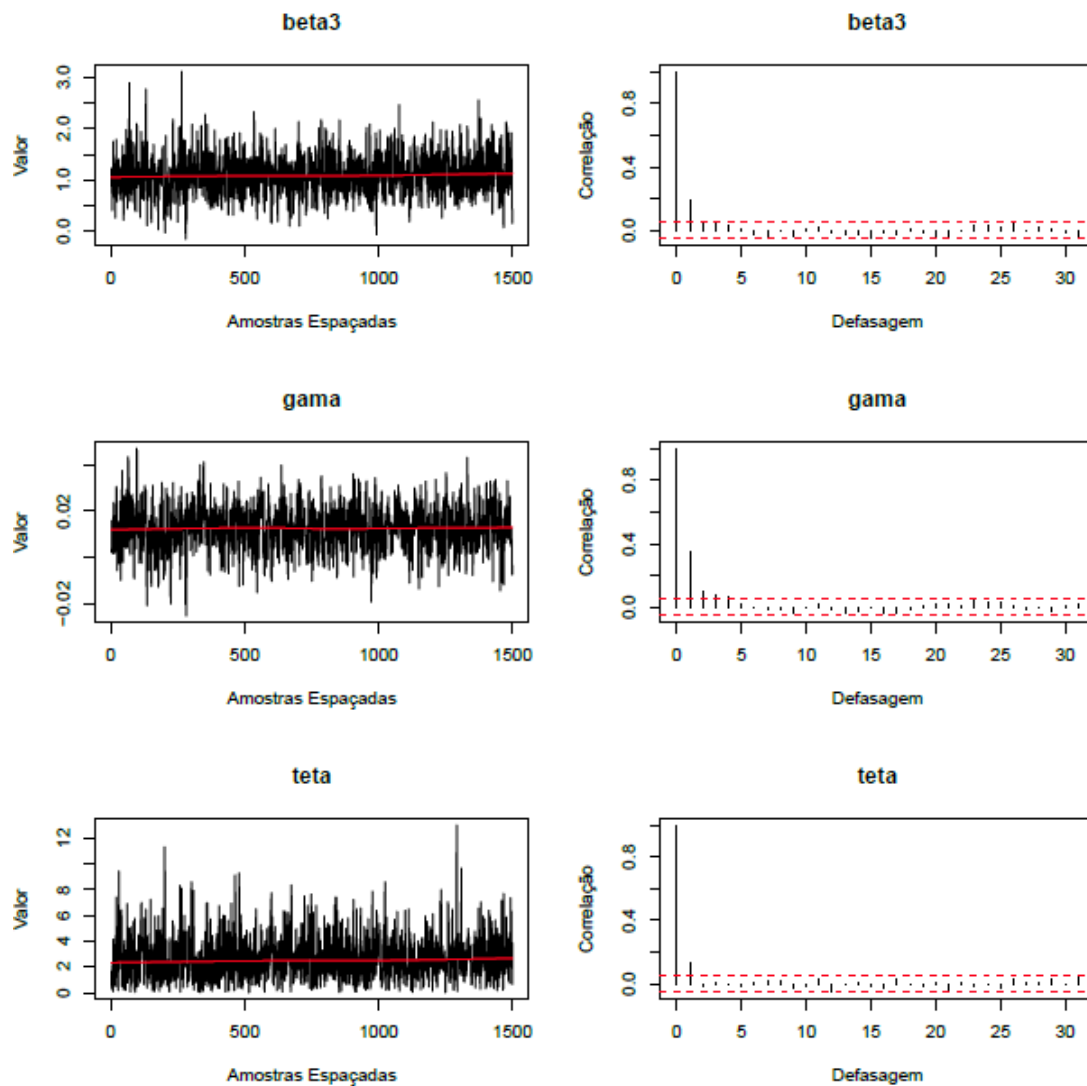 beta3
beta3
Valor
3.0
2.0
1.0
0.0
0 500 1000 1500
Amostras Espaçadas
Correlação
0.8
0.4
0.0
0 5 10 15 20 25 30
Defasagem
gama
gama
Valor
0.02
−0.02
0 500 1000 1500
Amostras Espaçadas
Correlação
0.8
0.4
0.0
0 5 10 15 20 25 30
Defasagem
teta
teta
Valor
12
8
6
4
2
0
0 500 1000 1500
Amostras Espaçadas
Correlação
0.8
0.4
0.0
0 5 10 15 20 25 30
Defasagem